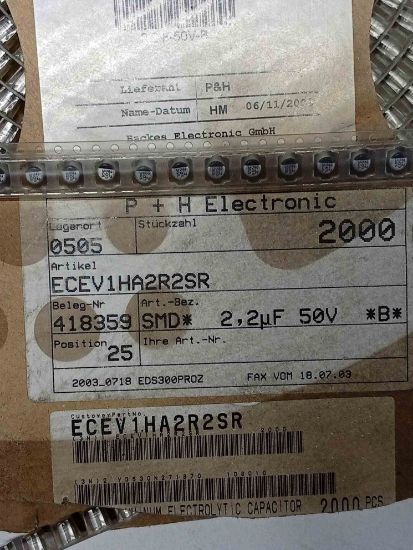 Lieferant P&H
Name-Datum HM 06/11/200
Backes Electronic GmbH
P + H Electronic
Lagerort Stückzahl
0505 2000
Artikel
ECEV1HA2R2SR
Beleg-Nr Art.-Bez.
418359 SMD* 2,2µF 50V *B*
Position Ihre Art.-Nr.
25
2003_0718 EDS300PROZ FAX VOM 18.07.03
CustomerPartNo.
ECEV1HA2R2SR
MINUM ELECTROLYTIC CAPACITOR 2000 PCS